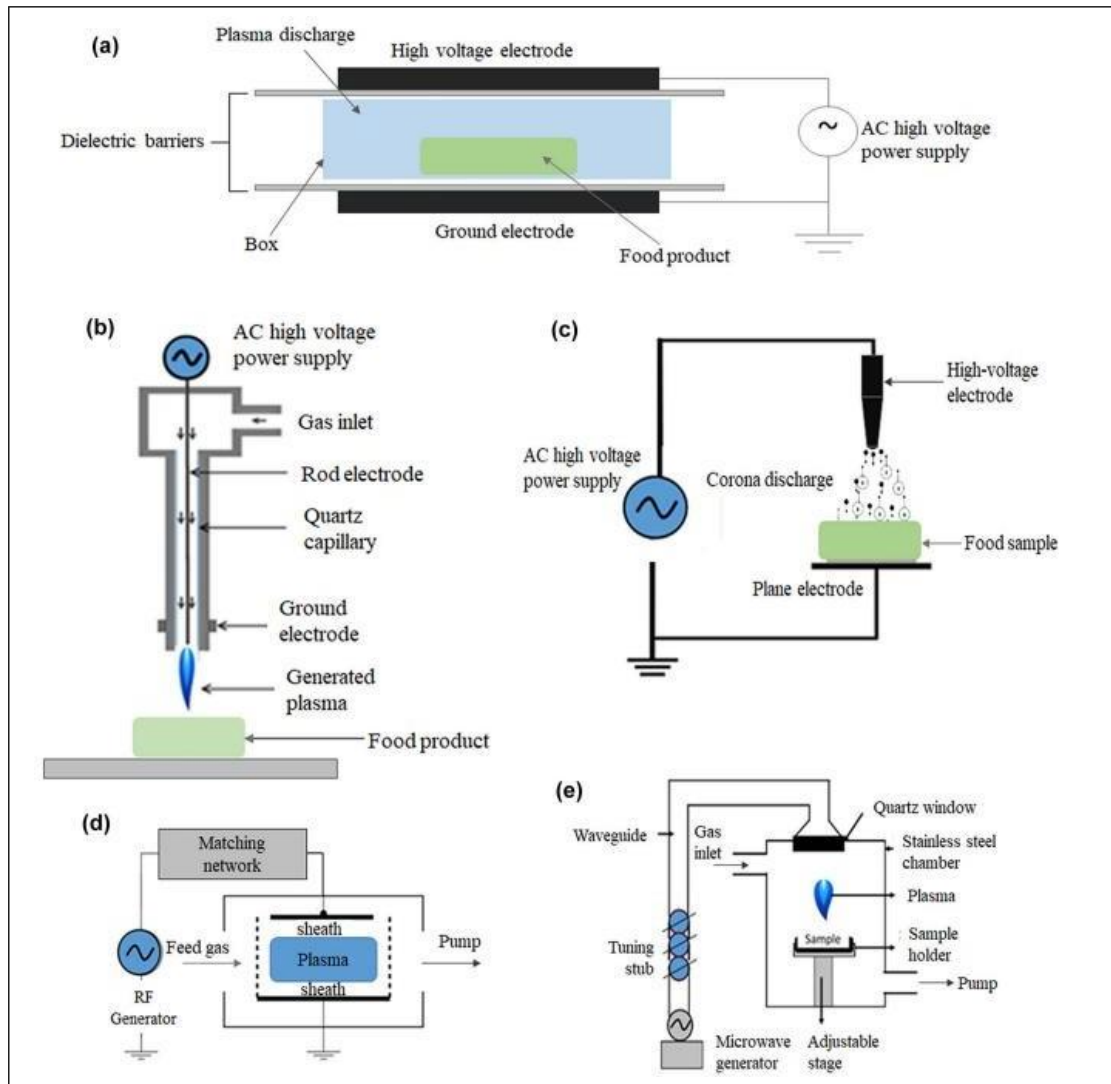 (a)
Plasma discharge
High voltage electrode
Dielectric barriers
AC high voltage
power supply
Box
Ground electrode
Food product
(b)
AC high voltage
power supply
Gas inlet
Rod electrode
Quartz
capillary
Ground
electrode
Generated
plasma
Food product
(c)
High-voltage
electrode
AC high voltage
power supply
Corona discharge
Food sample
Plane electrode
(d)
Matching
network
sheath
Feed gas
Plasma
Pump
sheath
RF
Generator
(e)
Quartz window
Waveguide
Gas
inlet
Stainless steel
chamber
Plasma
Sample
Sample
holder
Tuning
stub
Pump
Microwave
generator
Adjustable
stage